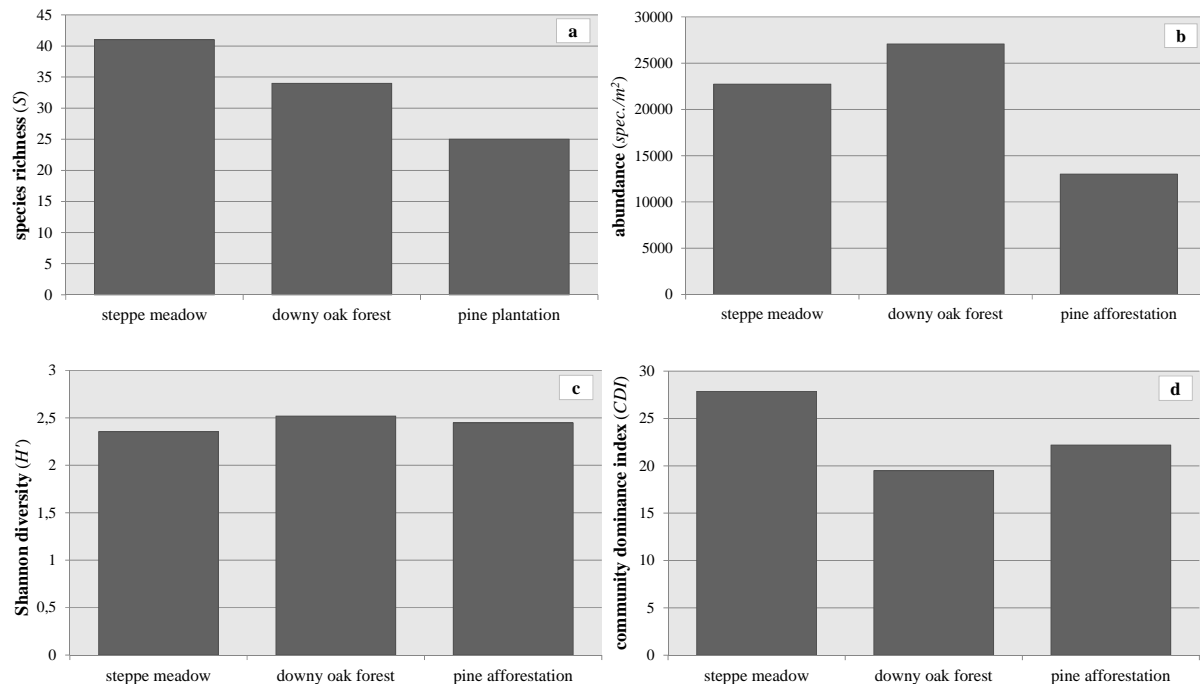 a
species richness (S)
45
40
35
30
25
20
15
10
5
0
steppe meadow downy oak forest pine plantation
b
abundance (spec./m²)
30000
25000
20000
15000
10000
5000
0
steppe meadow downy oak forest pine afforestation
c
Shannon diversity (H')
3
2,5
2
1,5
1
0,5
0
steppe meadow downy oak forest pine afforestation
d
community dominance index (CDI)
30
25
20
15
10
5
0
steppe meadow downy oak forest pine afforestation